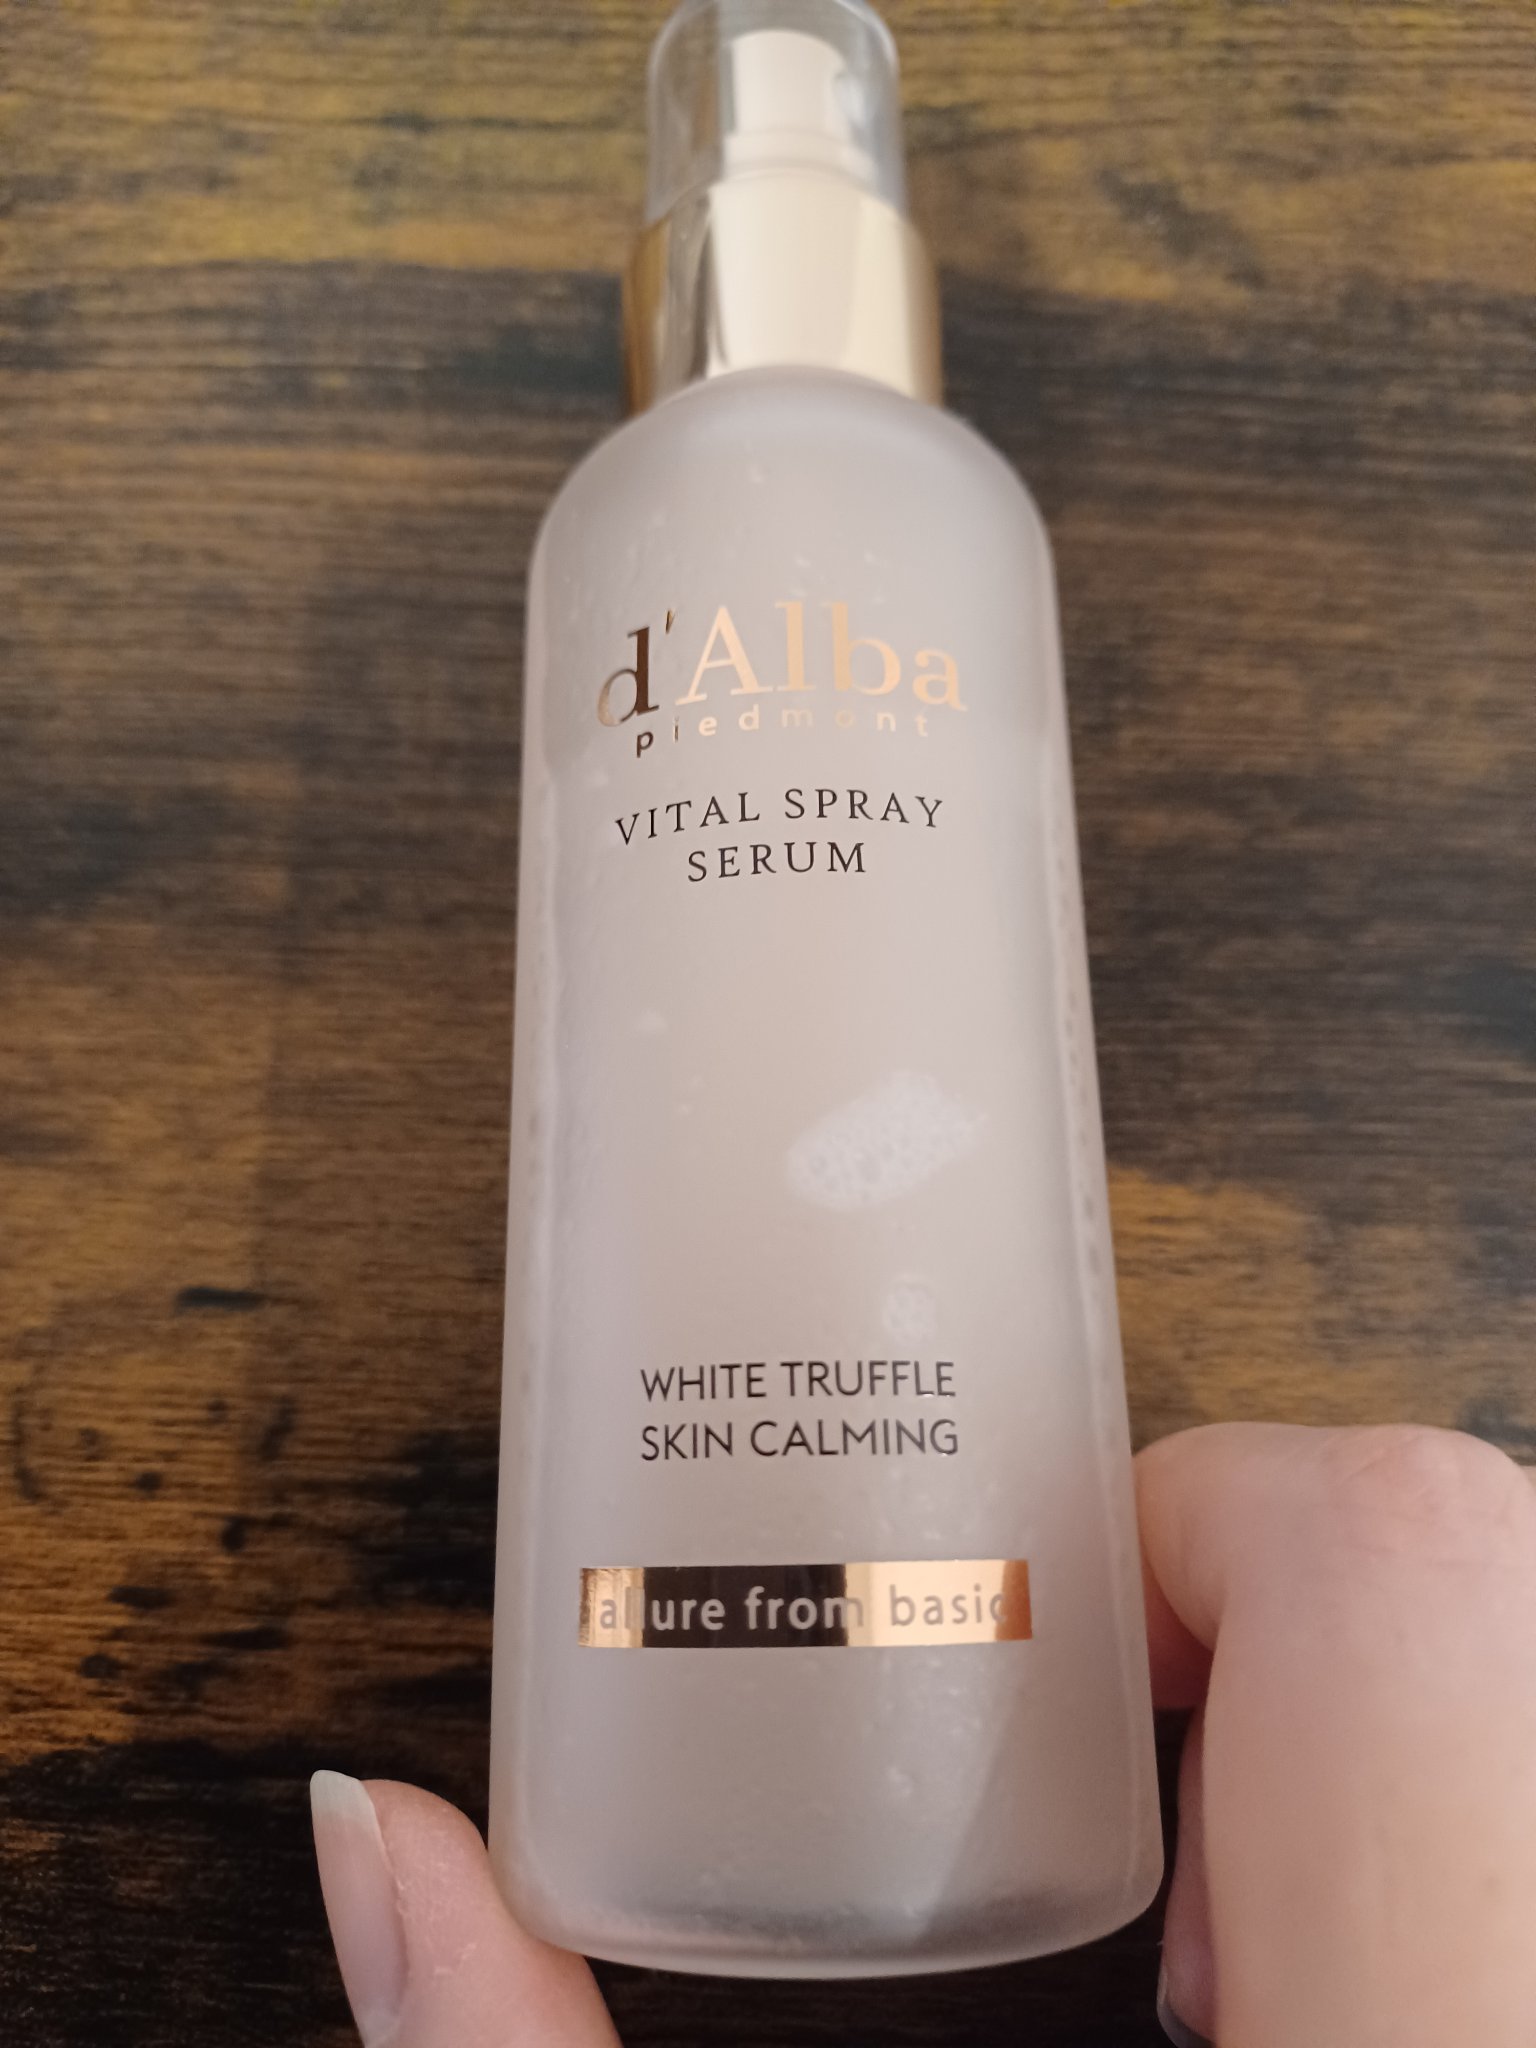 d'Alba
piedmont
VITAL SPRAY
SERUM
WHITE TRUFFLE
SKIN CALMING
allure from basic